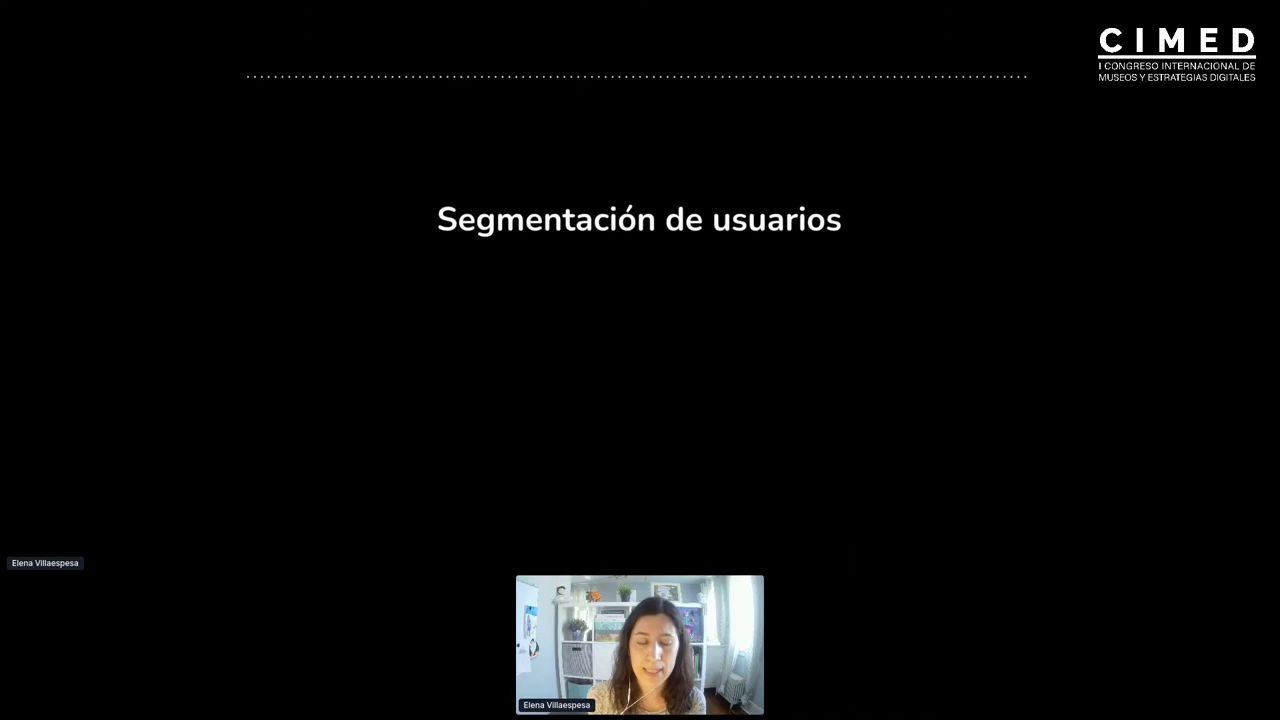 CIMED
I CONGRESO INTERNACIONAL DE
MUSEOS Y ESTRATEGIAS DIGITALES
Segmentación de usuarios
Elena Villaespesa
Elena Villaespesa